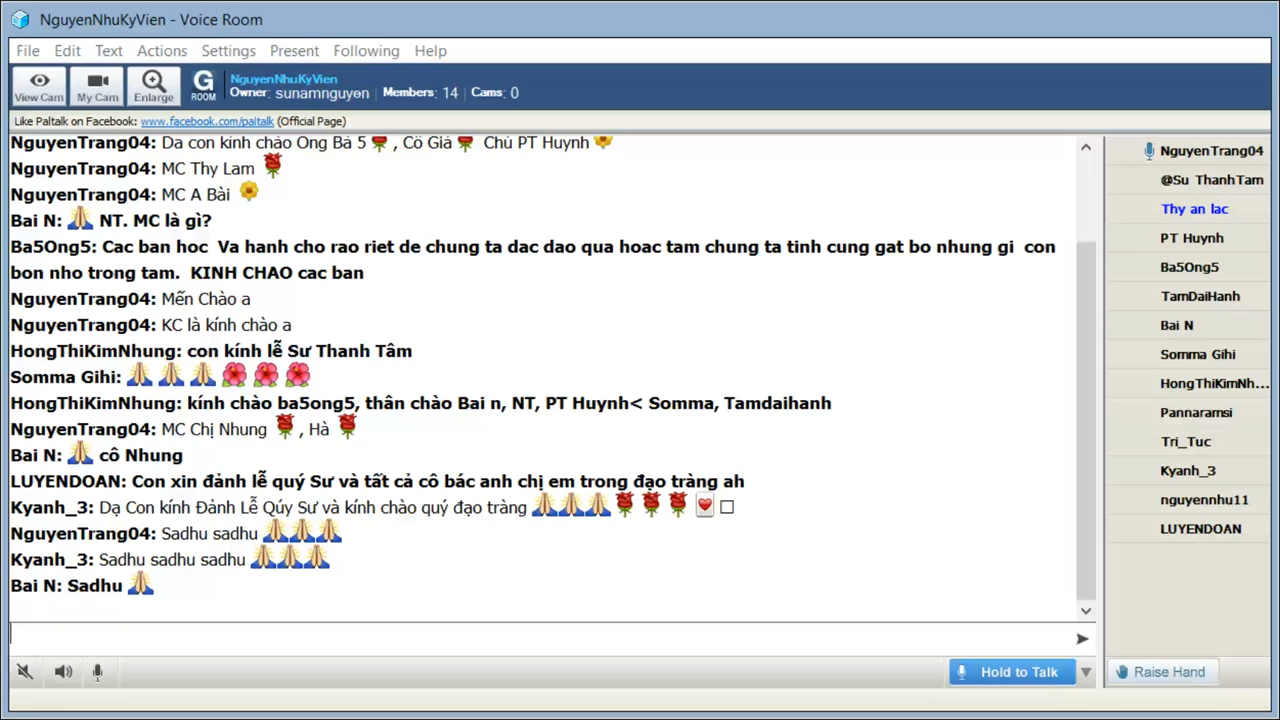 NguyenNhuKyVien - Voice Room
File Edit Text Actions Settings Present Following Help
View Cam My Cam Enlarge G ROOM
NguyenNhuKyVien
Owner: sunamnguyen Members: 14 Cams: 0
Like Paltalk on Facebook: www.facebook.com/paltalk (Official Page)
NguyenTrang04: Da con kinh chào Ong Bá 5 , Cô Giá Chú PT Huynh
NguyenTrang04: MC Thy Lam
NguyenTrang04: MC A Bài
Bai N: NT. MC là gì?
Ba5Ong5: Cac ban hoc Va hanh cho rao riet de chung ta dac dao qua hoac tam chung ta tinh cung gat bo nhung gi con
bon nho trong tam. KINH CHAO cac ban
NguyenTrang04: Mến Chào a
NguyenTrang04: KC là kính chào a
HongThiKimNhung: con kính lễ Sư Thanh Tâm
Somma Gihi:
HongThiKimNhung: kính chào ba5ong5, thân chào Bai n, NT, PT Huynh< Somma, Tamdaihanh
NguyenTrang04: MC Chị Nhung , Hà
Bai N: cô Nhung
LUYENDOAN: Con xin đảnh lễ quý Sư và tất cả cô bác anh chị em trong đạo tràng ah
Kyanh_3: Dạ Con kính Đảnh Lễ Qúy Sư và kính chào quý đạo tràng
NguyenTrang04: Sadhu sadhu
Kyanh_3: Sadhu sadhu sadhu
Bai N: Sadhu
Hold to Talk
NguyenTrang04
@Su ThanhTam
Thy an lac
PT Huynh
Ba5Ong5
TamDaiHanh
Bai N
Somma Gihi
HongThiKimNh...
Pannaramsi
Tri_Tuc
Kyanh_3
nguyennhu11
LUYENDOAN
Raise Hand